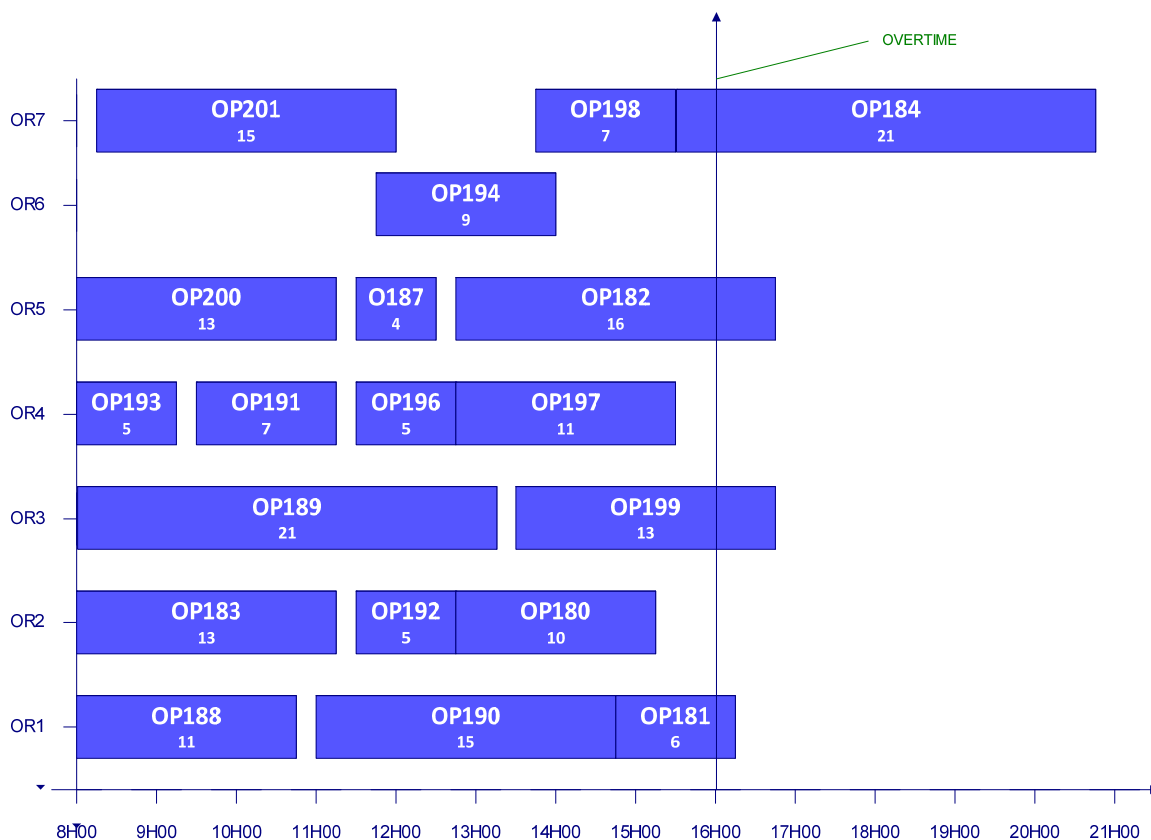 OVERTIME
OR7
OP201
15
OP198
7
OP184
21
OR6
OP194
9
OR5
OP200
13
O187
4
OP182
16
OR4
OP193
5
OP191
7
OP196
5
OP197
11
OR3
OP189
21
OP199
13
OR2
OP183
13
OP192
5
OP180
10
OR1
OP188
11
OP190
15
OP181
6
8H00 9H00 10H00 11H00 12H00 13H00 14H00 15H00 16H00 17H00 18H00 19H00 20H00 21H00